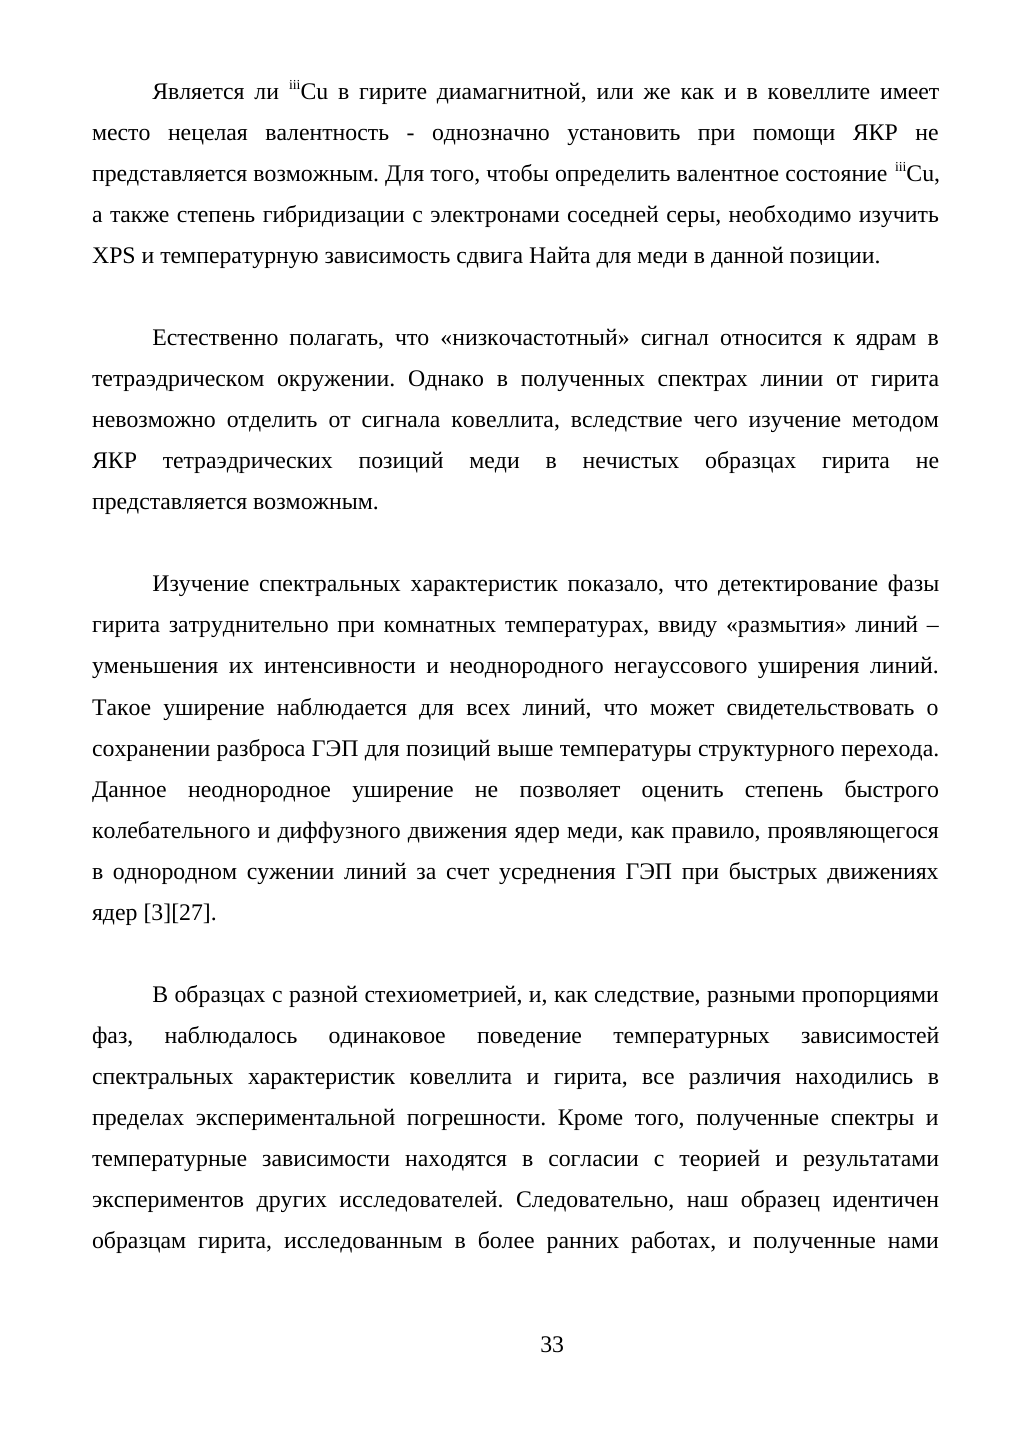 Является ли ⁱⁱⁱCu в гирите диамагнитной, или же как и в ковеллите имеет
место нецелая валентность - однозначно установить при помощи ЯКР не
представляется возможным. Для того, чтобы определить валентное состояние ⁱⁱⁱCu,
а также степень гибридизации с электронами соседней серы, необходимо изучить
XPS и температурную зависимость сдвига Найта для меди в данной позиции.
Естественно полагать, что «низкочастотный» сигнал относится к ядрам в
тетраэдрическом окружении. Однако в полученных спектрах линии от гирита
невозможно отделить от сигнала ковеллита, вследствие чего изучение методом
ЯКР тетраэдрических позиций меди в нечистых образцах гирита не
представляется возможным.
Изучение спектральных характеристик показало, что детектирование фазы
гирита затруднительно при комнатных температурах, ввиду «размытия» линий –
уменьшения их интенсивности и неоднородного негауссового уширения линий.
Такое уширение наблюдается для всех линий, что может свидетельствовать о
сохранении разброса ГЭП для позиций выше температуры структурного перехода.
Данное неоднородное уширение не позволяет оценить степень быстрого
колебательного и диффузного движения ядер меди, как правило, проявляющегося
в однородном сужении линий за счет усреднения ГЭП при быстрых движениях
ядер [3][27].
В образцах с разной стехиометрией, и, как следствие, разными пропорциями
фаз, наблюдалось одинаковое поведение температурных зависимостей
спектральных характеристик ковеллита и гирита, все различия находились в
пределах экспериментальной погрешности. Кроме того, полученные спектры и
температурные зависимости находятся в согласии с теорией и результатами
экспериментов других исследователей. Следовательно, наш образец идентичен
образцам гирита, исследованным в более ранних работах, и полученные нами
33